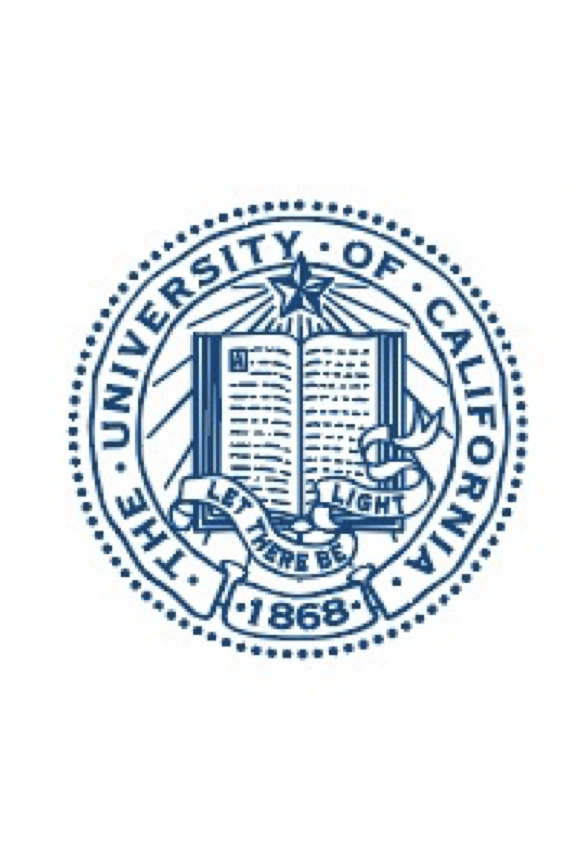 THE · UNIVERSITY · OF · CALIFORNIA
A
LET THERE BE LIGHT
·1868·